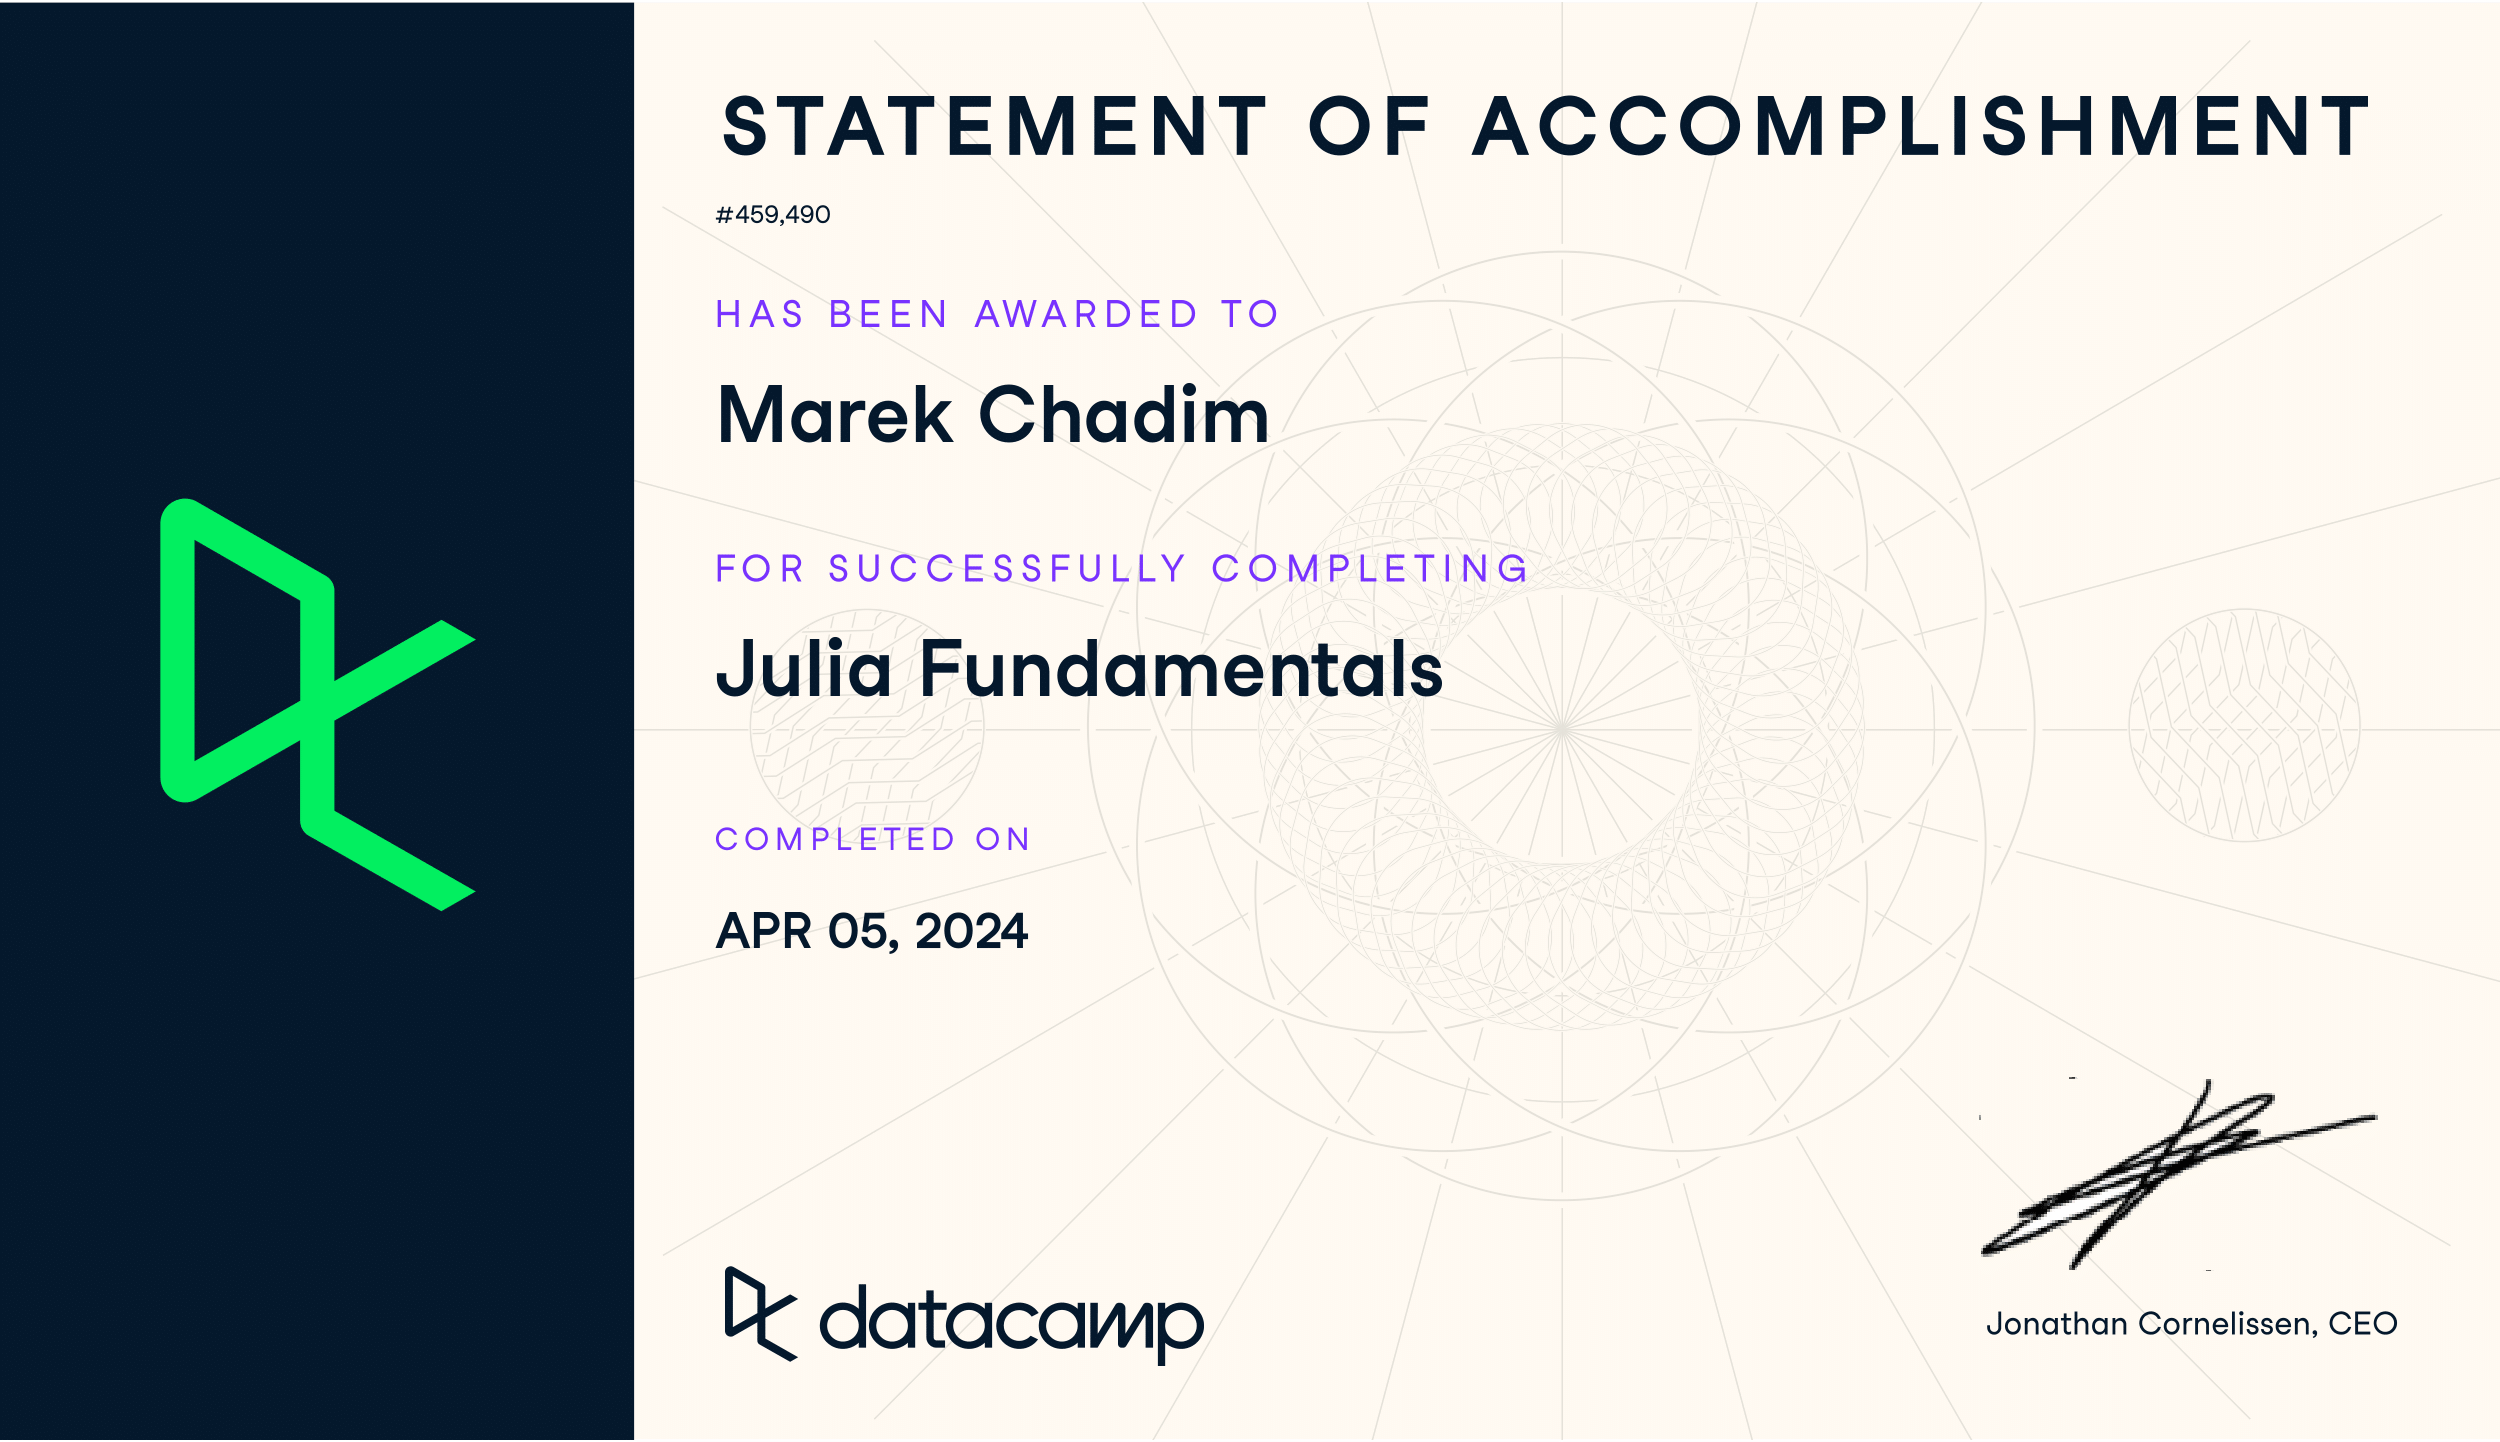 STATEMENT OF ACCOMPLISHMENT
#459,490
HAS BEEN AWARDED TO
Marek Chadim
FOR SUCCESSFULLY COMPLETING
Julia Fundamentals
COMPLETED ON
APR 05, 2024
datacamp
Jonathan Cornelissen, CEO